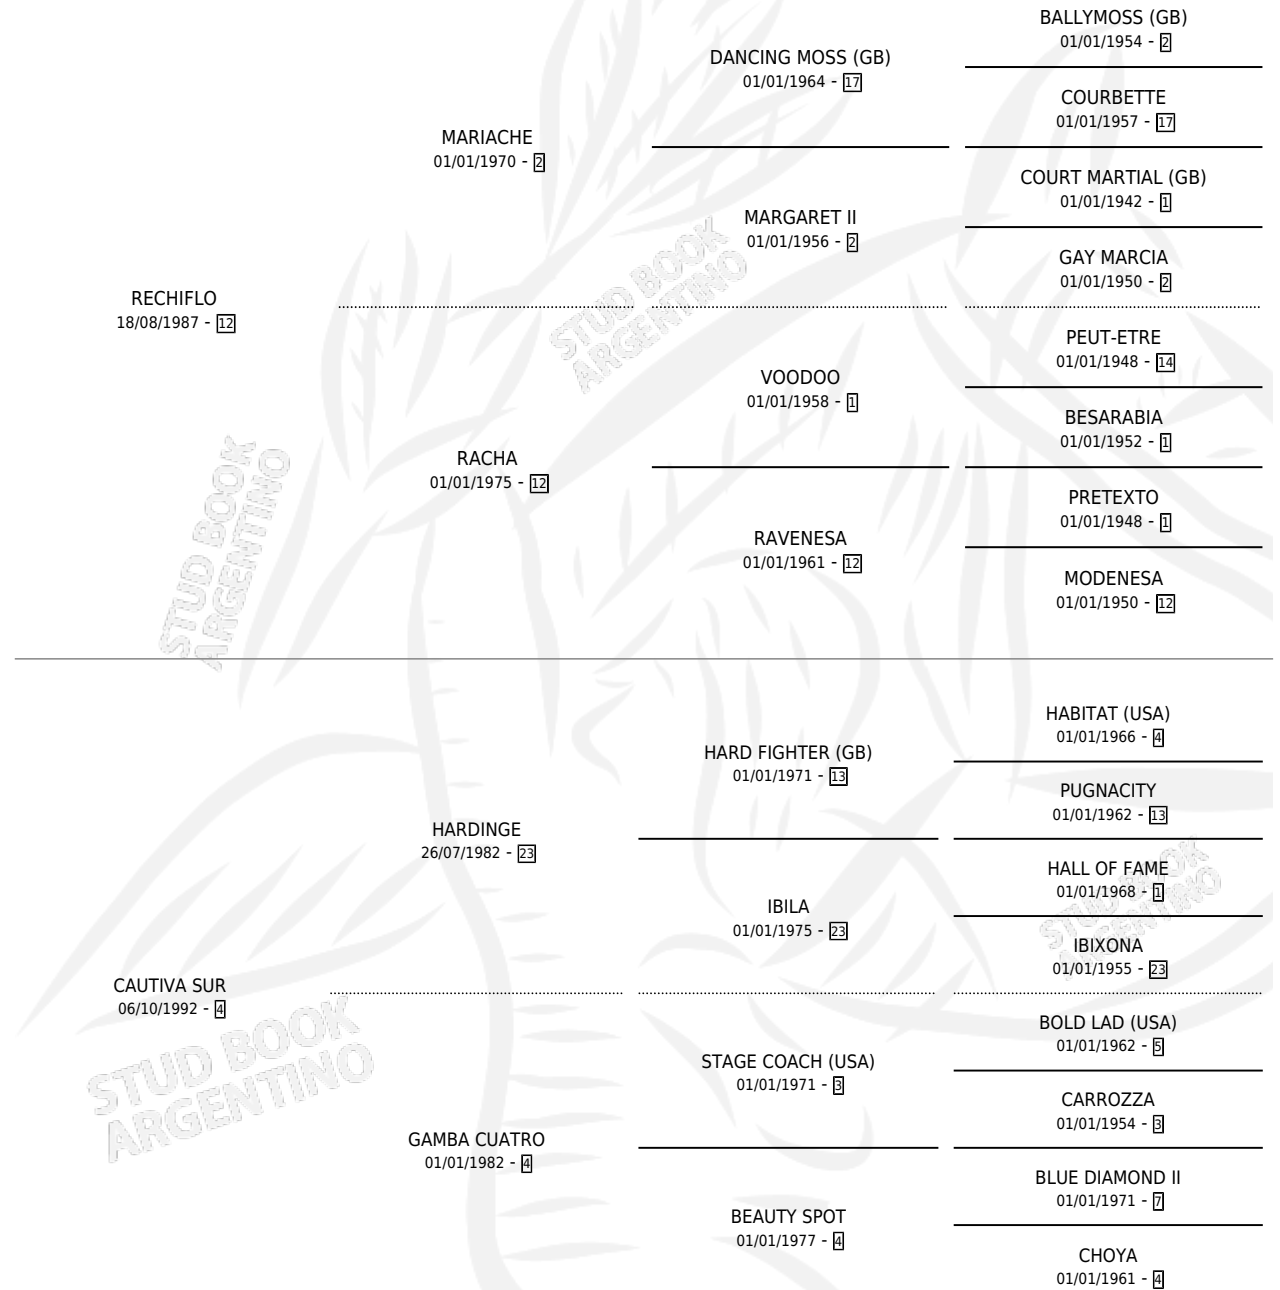 BALLYMOSS (GB)
01/01/1954 - 2
DANCING MOSS (GB)
01/01/1964 - 17
COURBETTE
01/01/1957 - 17
MARIACHE
01/01/1970 - 2
COURT MARTIAL (GB)
01/01/1942 - 1
MARGARET II
01/01/1956 - 2
GAY MARCIA
01/01/1950 - 2
RECHIFLO
18/08/1987 - 12
PEUT-ETRE
01/01/1948 - 14
VOODOO
01/01/1958 - 1
BESARABIA
01/01/1952 - 1
RACHA
01/01/1975 - 12
PRETEXTO
01/01/1948 - 1
RAVENESA
01/01/1961 - 12
MODENESA
01/01/1950 - 12
STUD BOOK
ARGENTINO
STUD BOOK
ARGENTINO
HABITAT (USA)
01/01/1966 - 4
HARD FIGHTER (GB)
01/01/1971 - 13
PUGNACITY
01/01/1962 - 13
HARDINGE
26/07/1982 - 23
HALL OF FAME
01/01/1968 - 1
IBILA
01/01/1975 - 23
IBIXONA
01/01/1955 - 23
STUD BOOK
ARGENTINO
CAUTIVA SUR
06/10/1992 - 4
BOLD LAD (USA)
01/01/1962 - 5
STAGE COACH (USA)
01/01/1971 - 3
CARROZZA
01/01/1954 - 3
GAMBA CUATRO
01/01/1982 - 4
BLUE DIAMOND II
01/01/1971 - 7
BEAUTY SPOT
01/01/1977 - 4
CHOYA
01/01/1961 - 4
STUD BOOK
ARGENTINO